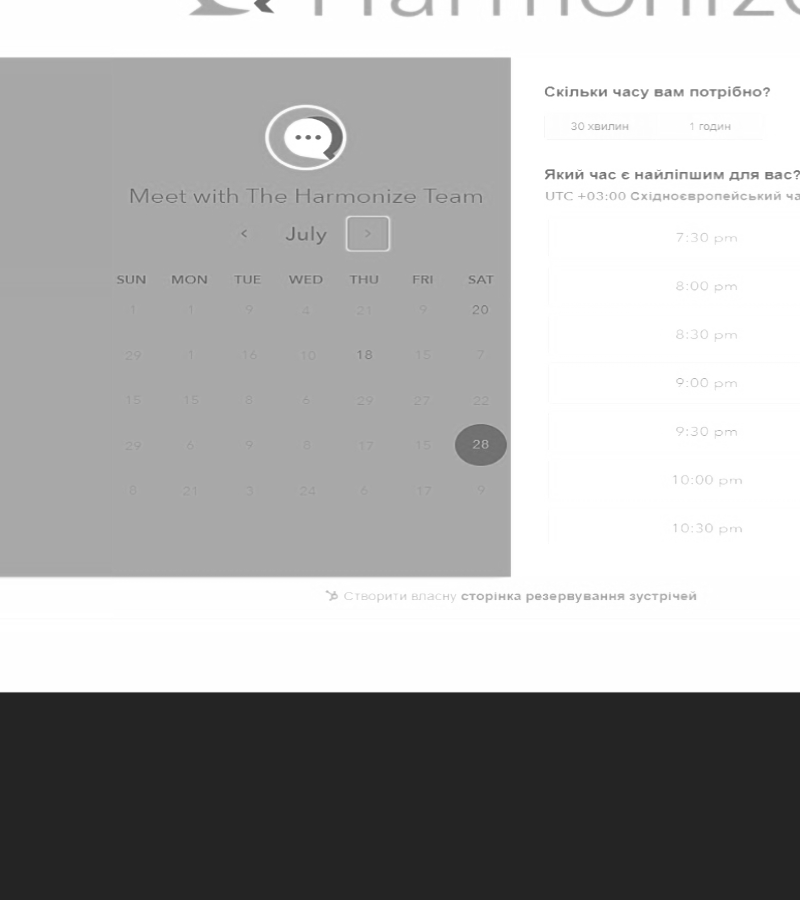 Harmonize
Meet with The Harmonize Team
July
SUN MON TUE WED THU FRI SAT
1 1 9 4 21 9 20
29 1 16 10 18 15 7
15 15 8 6 29 27 22
29 6 9 8 17 15 28
8 21 3 24 6 17 9
Скільки часу вам потрібно?
30 хвилин 1 годин
Який час є найліпшим для вас?
UTC +03:00 Східноєвропейський
7:30 pm
8:00 pm
8:30 pm
9:00 pm
9:30 pm
10:00 pm
10:30 pm
Створити власну сторінка резервування зустрічей